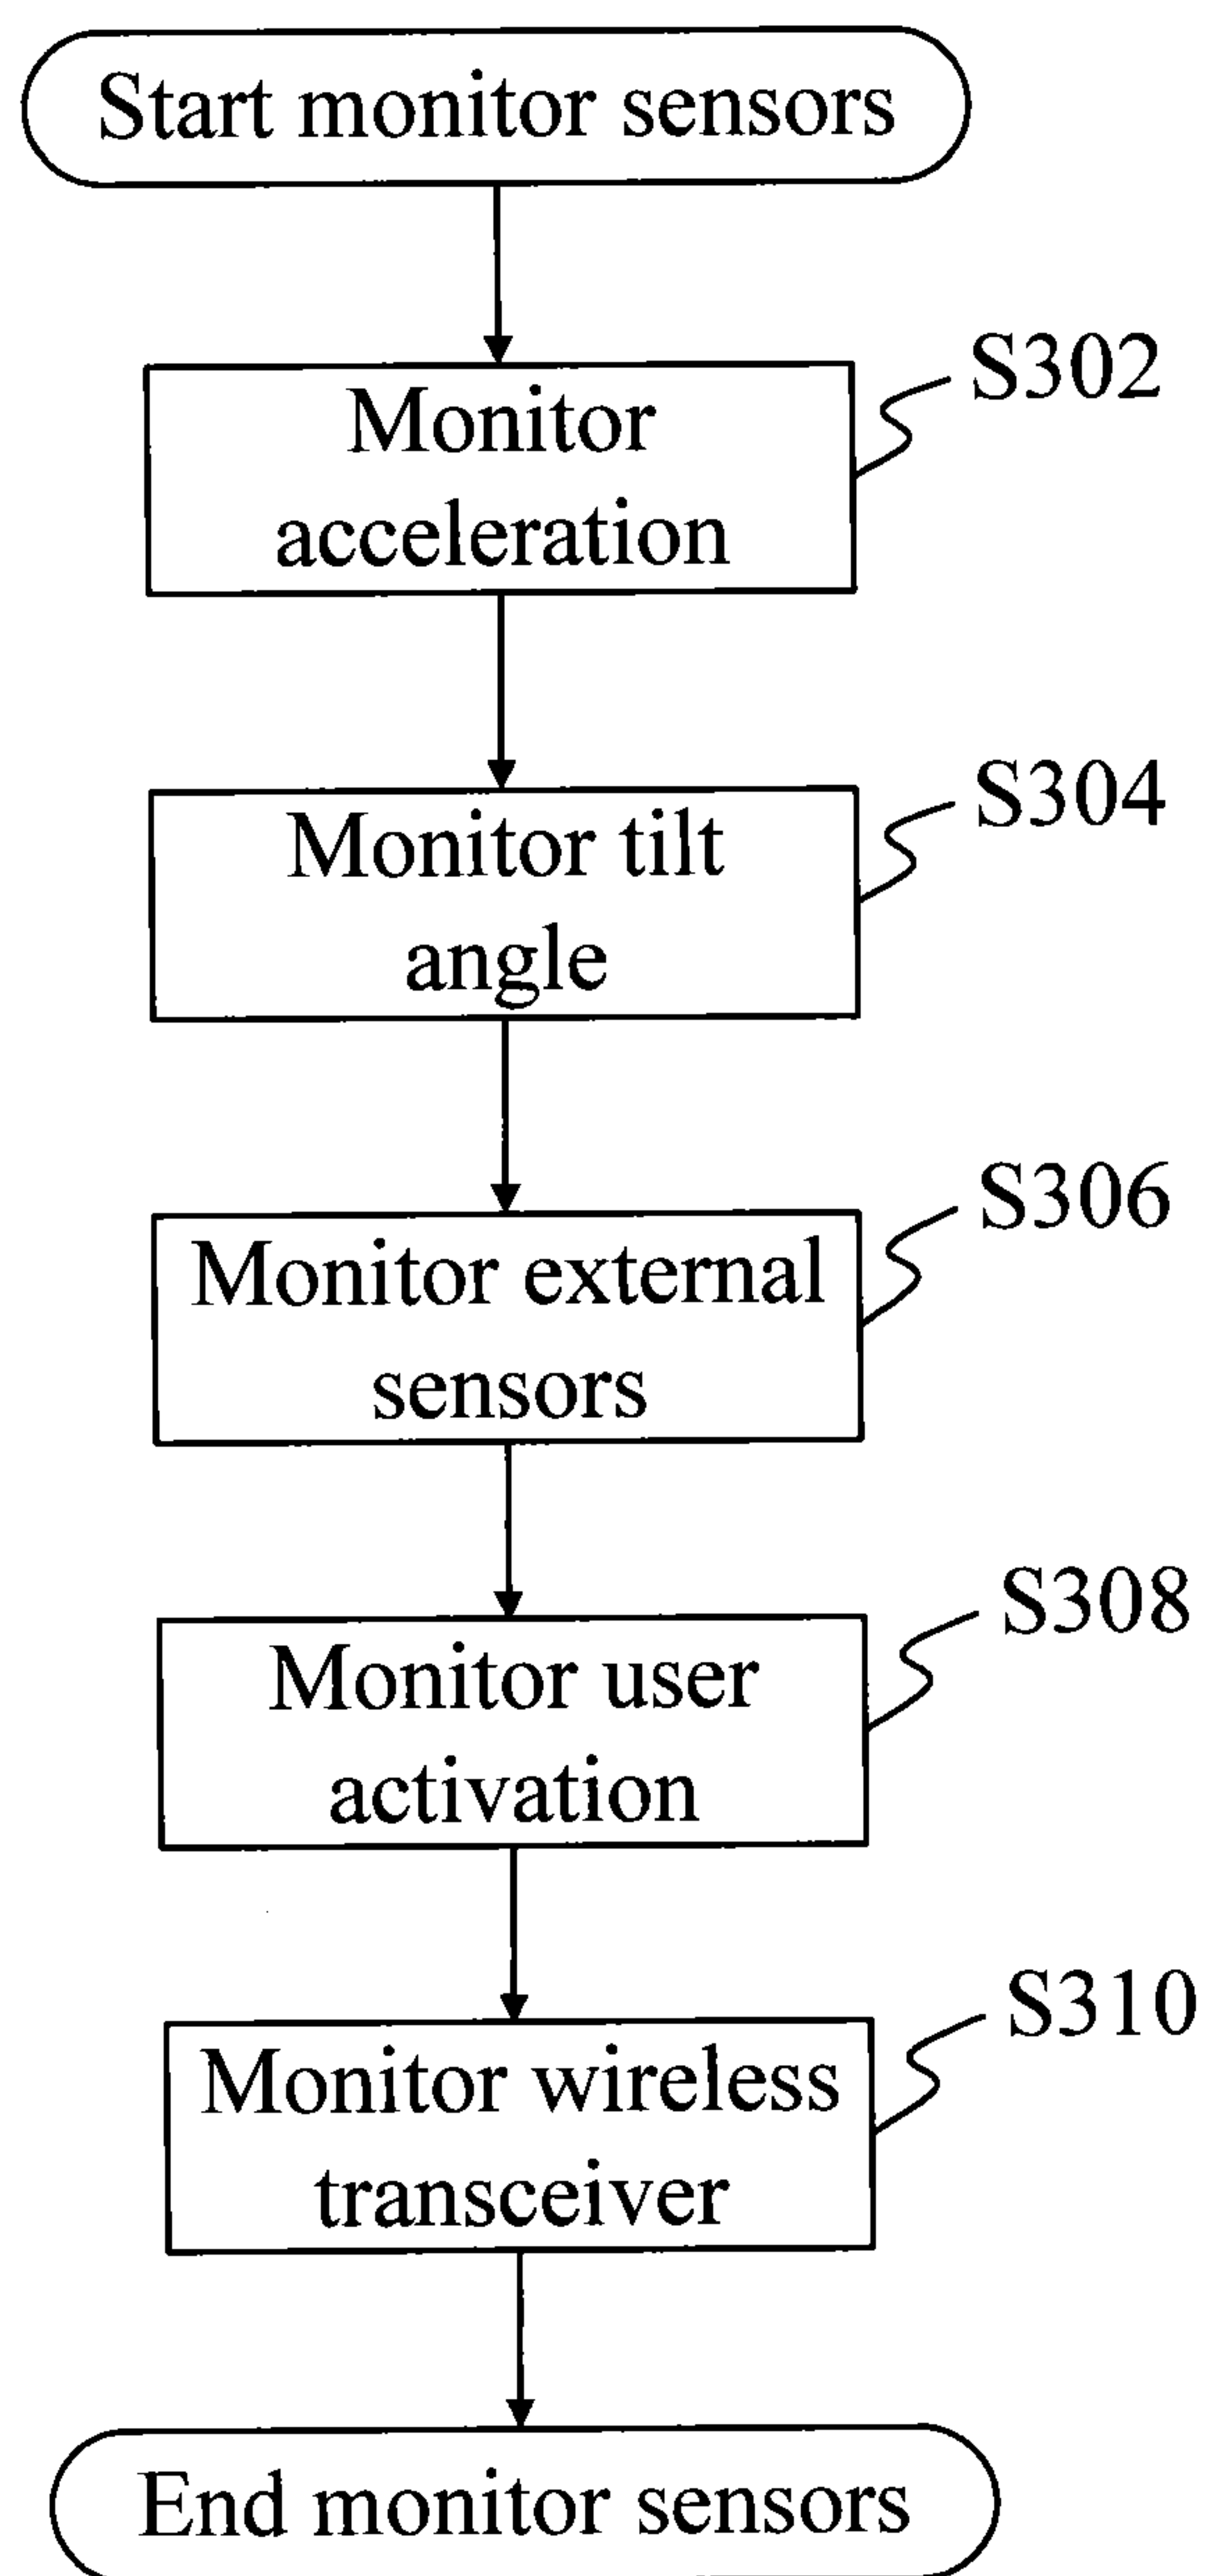 Start monitor sensors
Monitor
acceleration
S302
Monitor tilt
angle
S304
Monitor external
sensors
S306
Monitor user
activation
S308
Monitor wireless
transceiver
S310
End monitor sensors